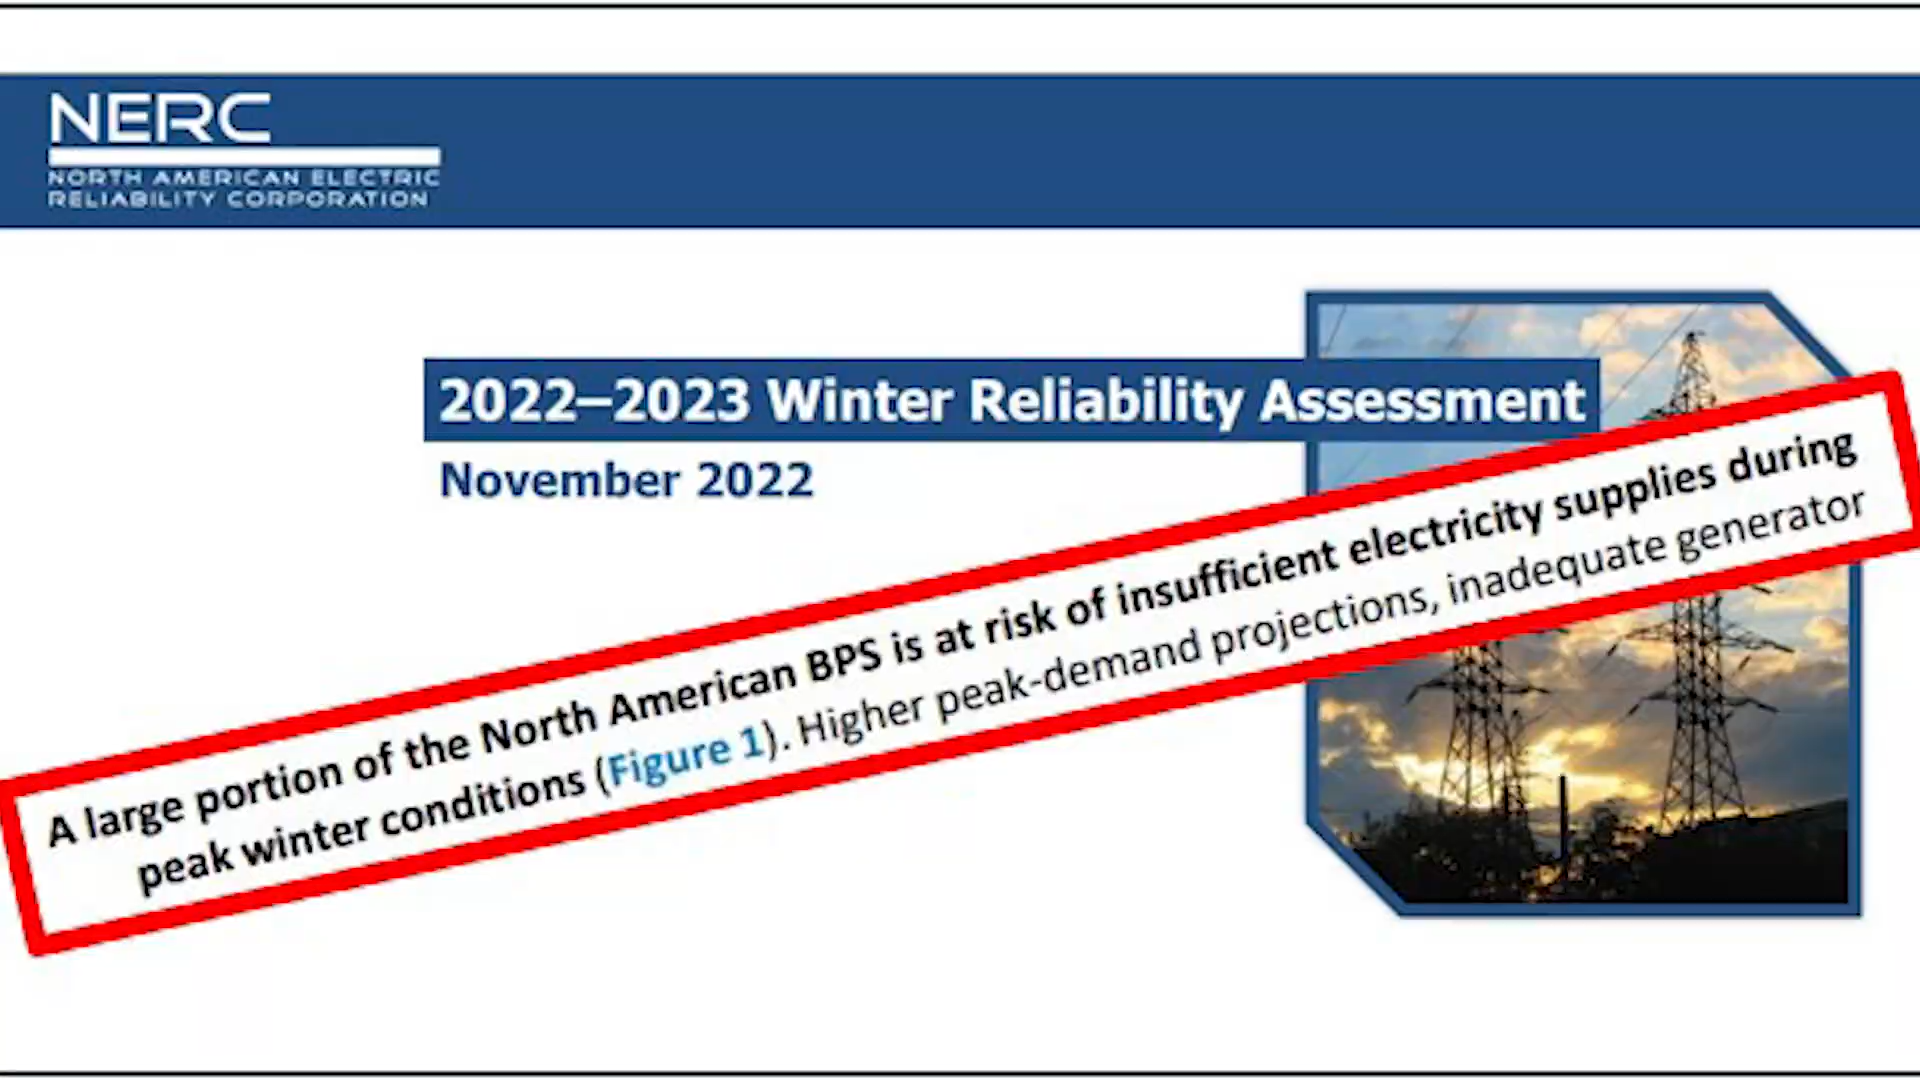 NERC
NORTH AMERICAN ELECTRIC
RELIABILITY CORPORATION
2022–2023 Winter Reliability Assessment
November 2022
A large portion of the North American BPS is at risk of insufficient electricity supplies during
peak winter conditions (Figure 1). Higher peak-demand projections, inadequate generator